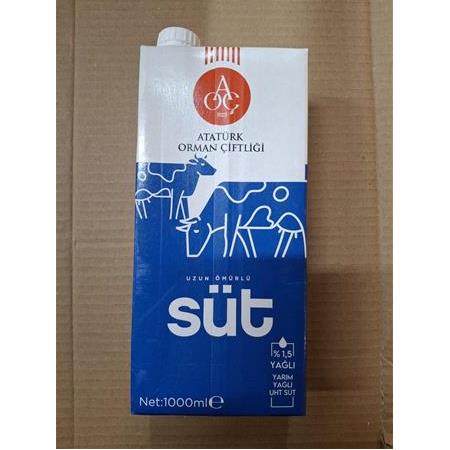 AOÇ
ATATÜRK
ORMAN ÇİFTLİĞİ
UZUN ÖMÜRLÜ
süt
% 1,5
YAĞLI
YARIM
YAĞLI
UHT SÜT
Net:1000ml e